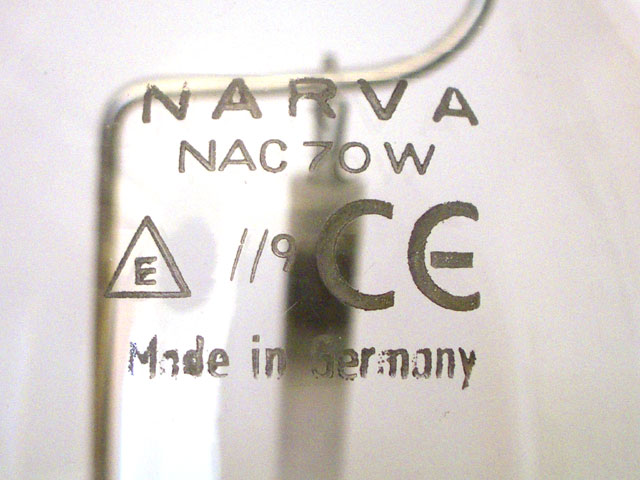 NARVA
NAC 70 W
E //9 CE
Made in Germany